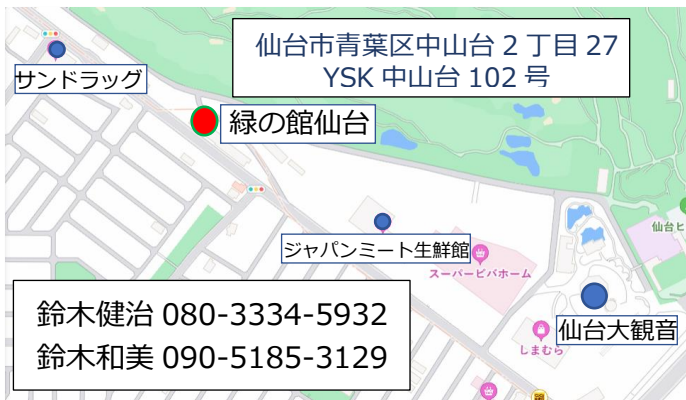 仙台市青葉区中山台２丁目 27
YSK 中山台 102 号
サンドラッグ
緑の館仙台
ジャパンミート生鮮館
スーパービバホーム
仙台ヒ
仙台大観音
しまむら
鈴木健治 080-3334-5932
鈴木和美 090-5185-3129